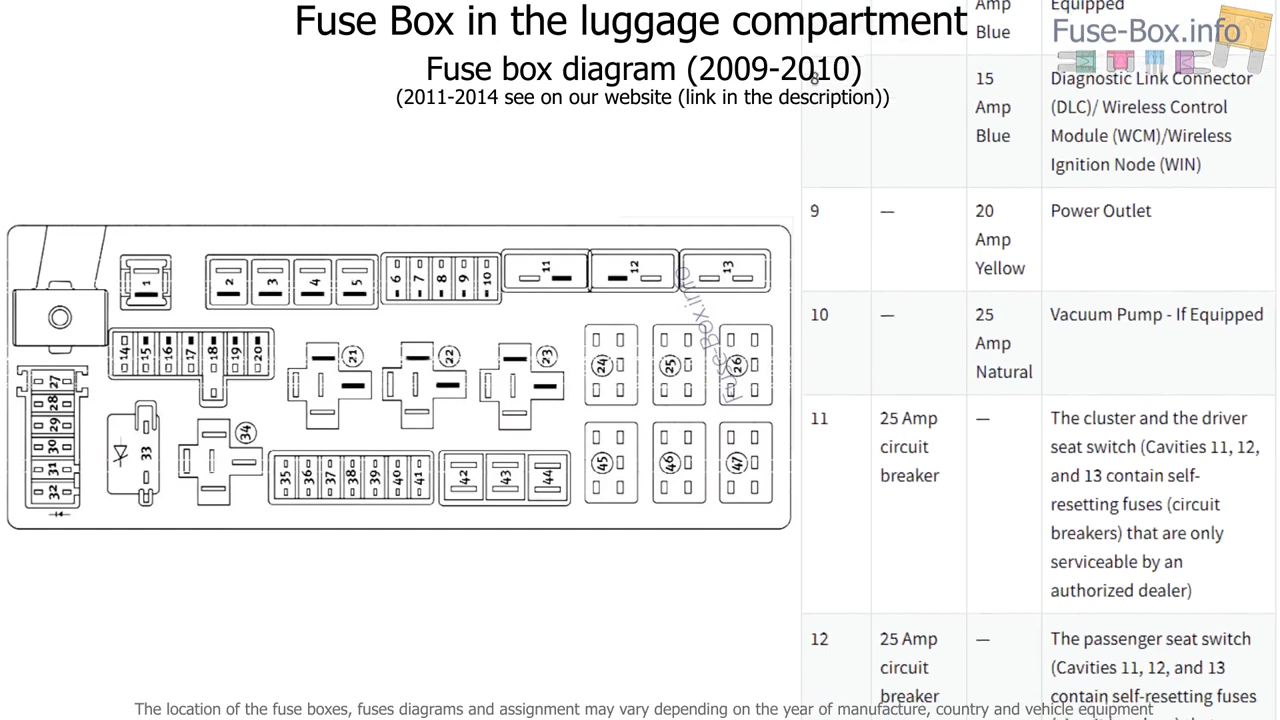 Fuse Box in the luggage compartment
Fuse box diagram (2009-2010)
(2011-2014 see on our website (link in the description))
Fuse-Box.info
Amp Equipped
Blue
8 15 Diagnostic Link Connector
Amp (DLC)/ Wireless Control
Blue Module (WCM)/Wireless
Ignition Node (WIN)
9 — 20 Power Outlet
Amp
Yellow
10 — 25 Vacuum Pump - If Equipped
Amp
Natural
11 25 Amp — The cluster and the driver
circuit seat switch (Cavities 11, 12,
breaker and 13 contain self-
resetting fuses (circuit
breakers) that are only
serviceable by an
authorized dealer)
12 25 Amp — The passenger seat switch
circuit (Cavities 11, 12, and 13
breaker contain self-resetting fuses
1 2 3 4 5 6 7 8 9 10 11 12 13
14 15 16 17 18 19 20 21 22 23 24 25 26
27
28
29
30
31
32
33 34
35 36 37 38 39 40 41 42 43 44 45 46 47
Fuse-Box.info
The location of the fuse boxes, fuses diagrams and assignment may vary depending on the year of manufacture, country and vehicle equipment